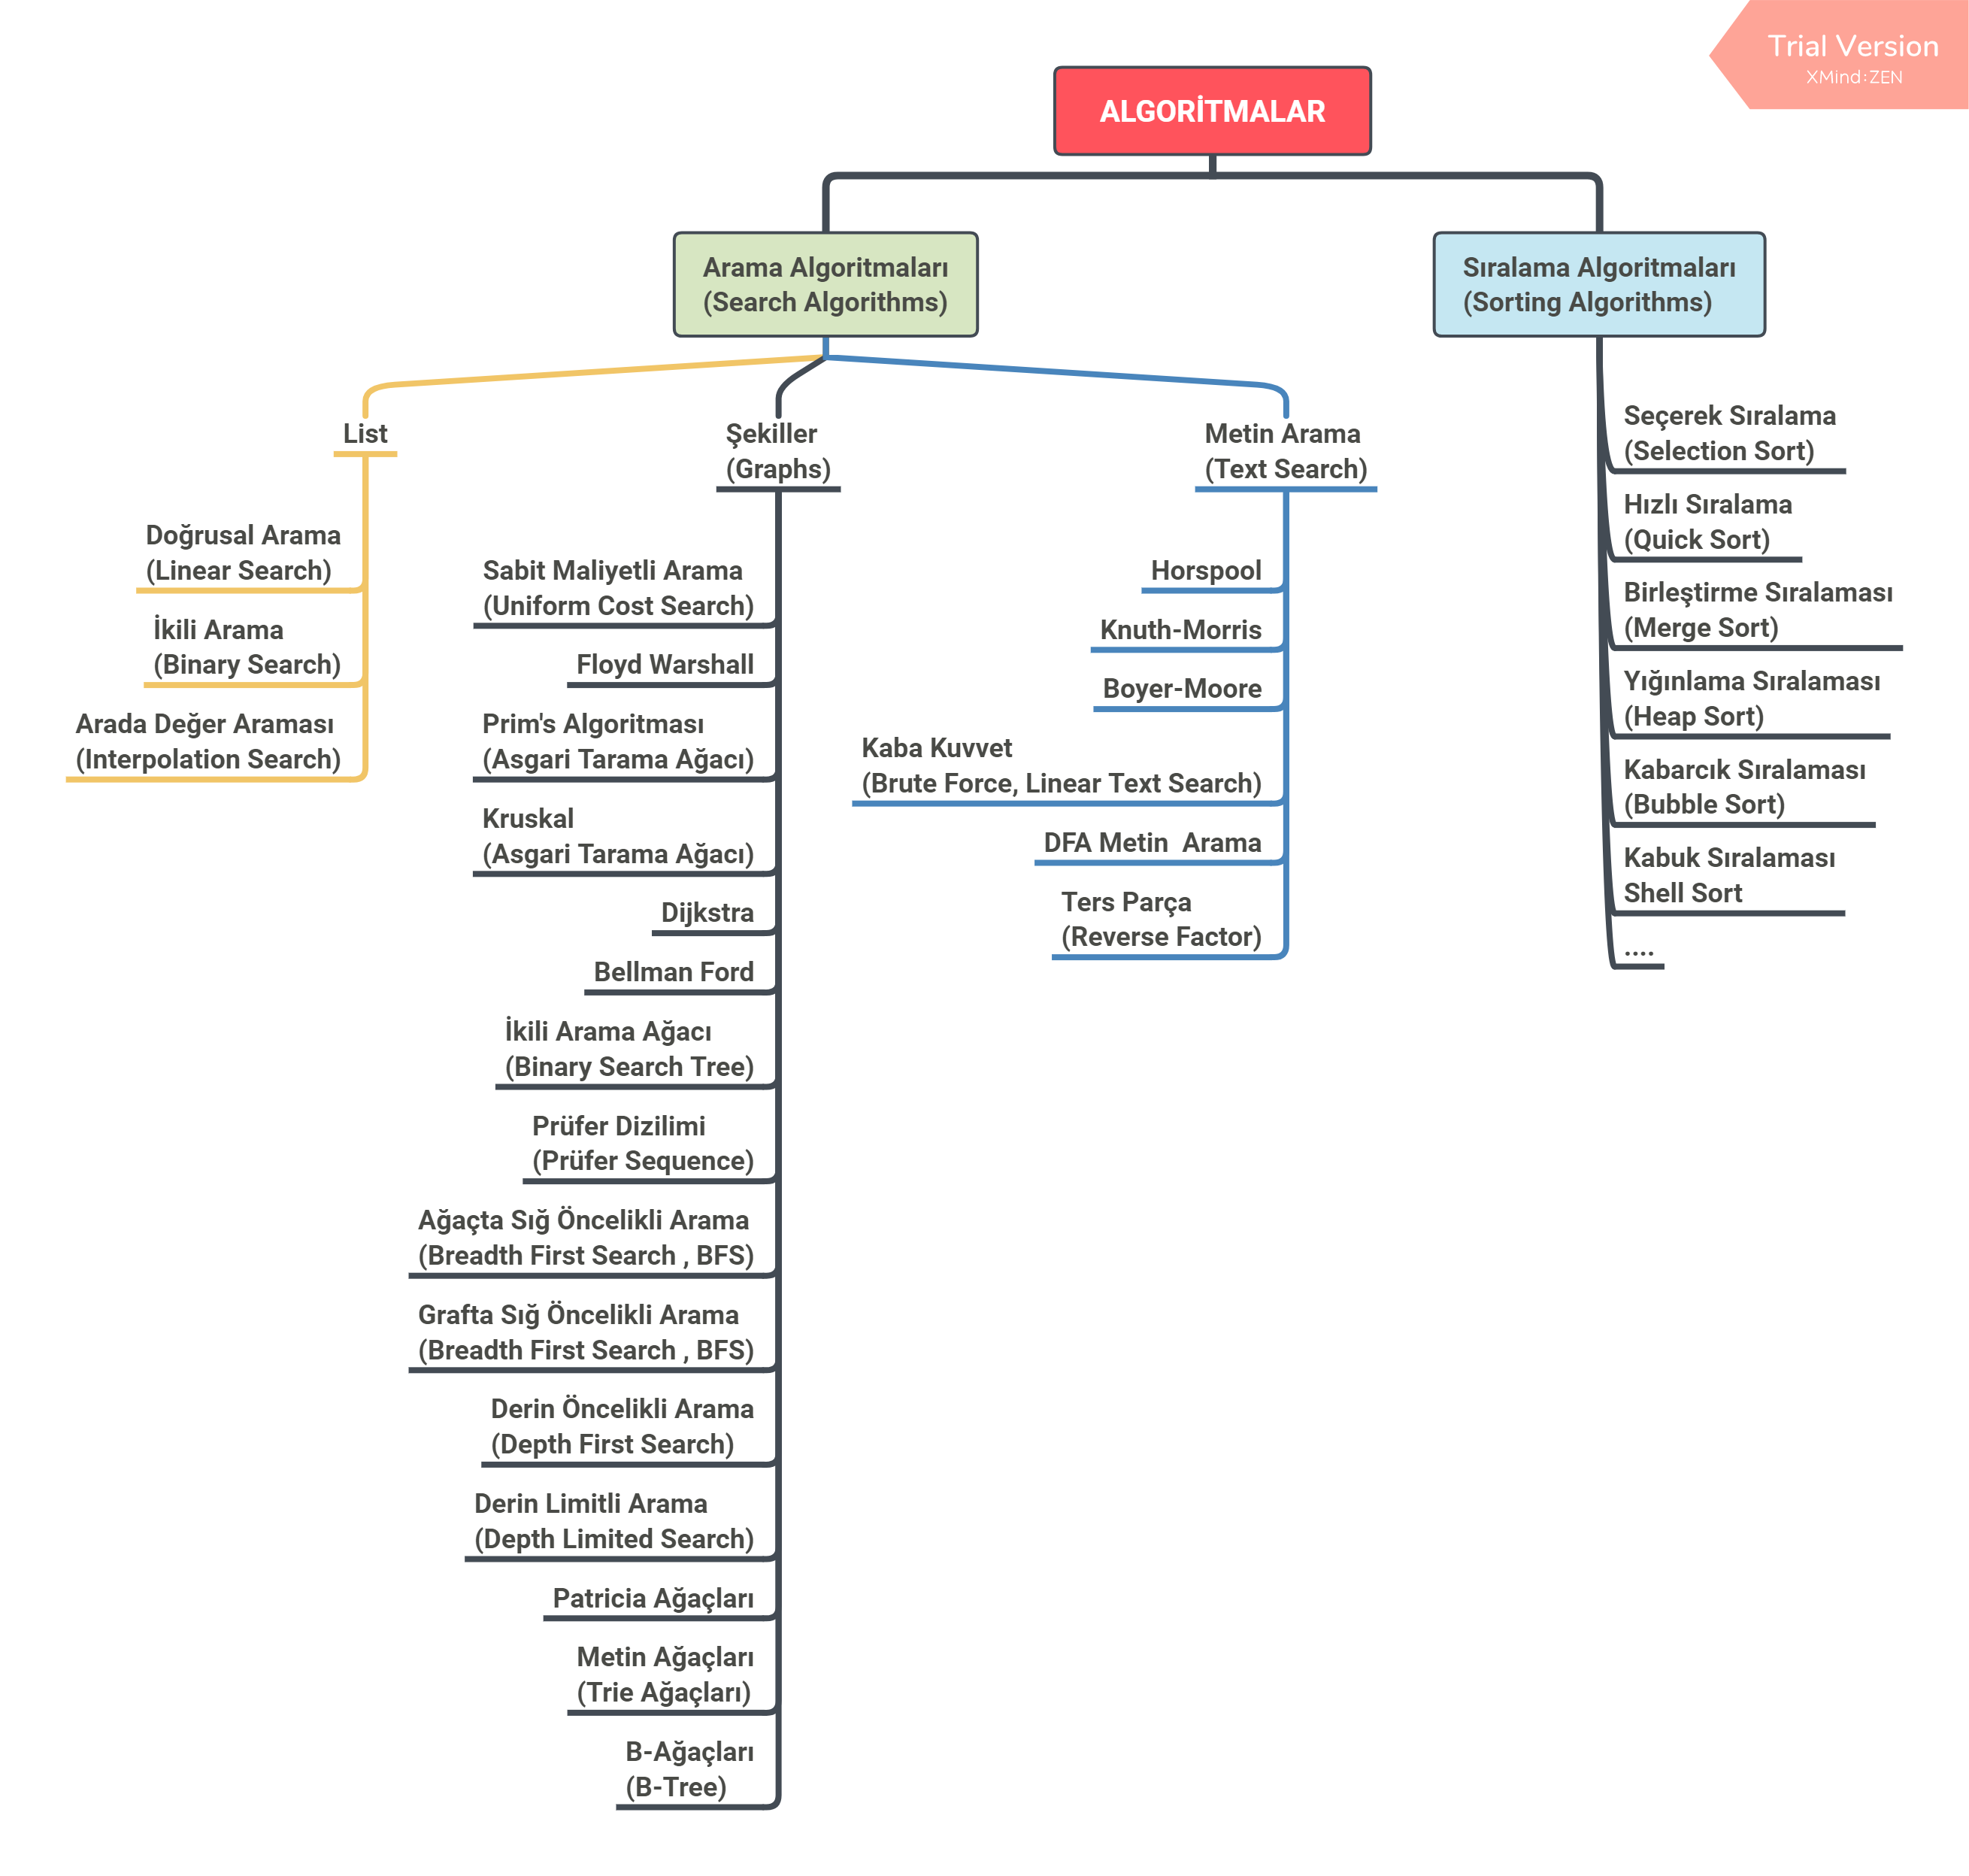 Trial Version
XMind:ZEN
ALGORİTMALAR
Arama Algoritmaları
(Search Algorithms)
Sıralama Algoritmaları
(Sorting Algorithms)
List
Doğrusal Arama
(Linear Search)
İkili Arama
(Binary Search)
Arada Değer Araması
(Interpolation Search)
Şekiller
(Graphs)
Sabit Maliyetli Arama
(Uniform Cost Search)
Floyd Warshall
Prim's Algoritması
(Asgari Tarama Ağacı)
Kruskal
(Asgari Tarama Ağacı)
Dijkstra
Bellman Ford
İkili Arama Ağacı
(Binary Search Tree)
Prüfer Dizilimi
(Prüfer Sequence)
Ağaçta Sığ Öncelikli Arama
(Breadth First Search , BFS)
Grafta Sığ Öncelikli Arama
(Breadth First Search , BFS)
Derin Öncelikli Arama
(Depth First Search)
Derin Limitli Arama
(Depth Limited Search)
Patricia Ağaçları
Metin Ağaçları
(Trie Ağaçları)
B-Ağaçları
(B-Tree)
Metin Arama
(Text Search)
Horspool
Knuth-Morris
Boyer-Moore
Kaba Kuvvet
(Brute Force, Linear Text Search)
DFA Metin  Arama
Ters Parça
(Reverse Factor)
Seçerek Sıralama
(Selection Sort)
Hızlı Sıralama
(Quick Sort)
Birleştirme Sıralaması
(Merge Sort)
Yığınlama Sıralaması
(Heap Sort)
Kabarcık Sıralaması
(Bubble Sort)
Kabuk Sıralaması
Shell Sort
....